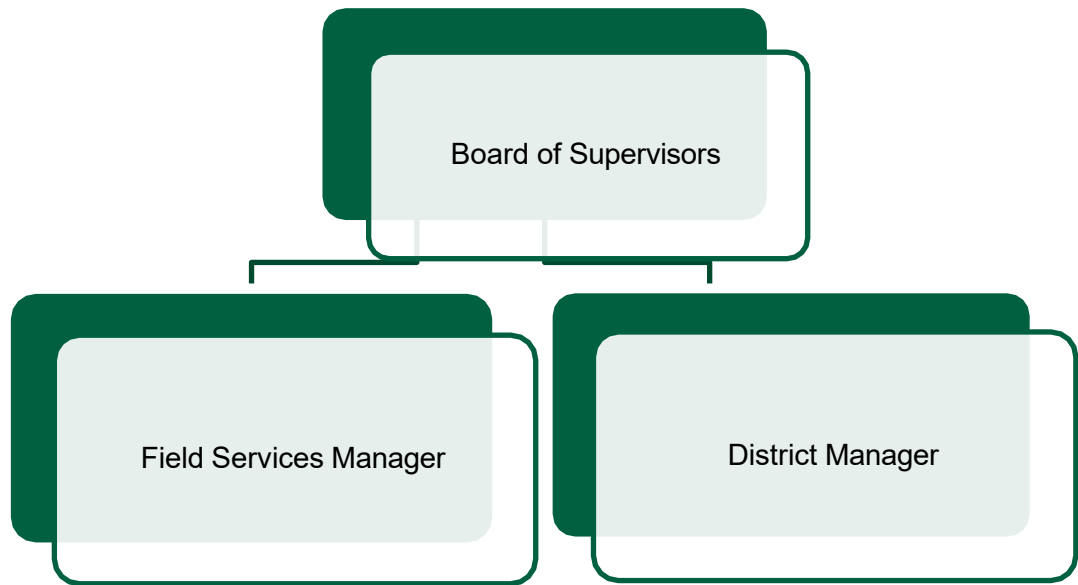 Board of Supervisors
Field Services Manager
District Manager